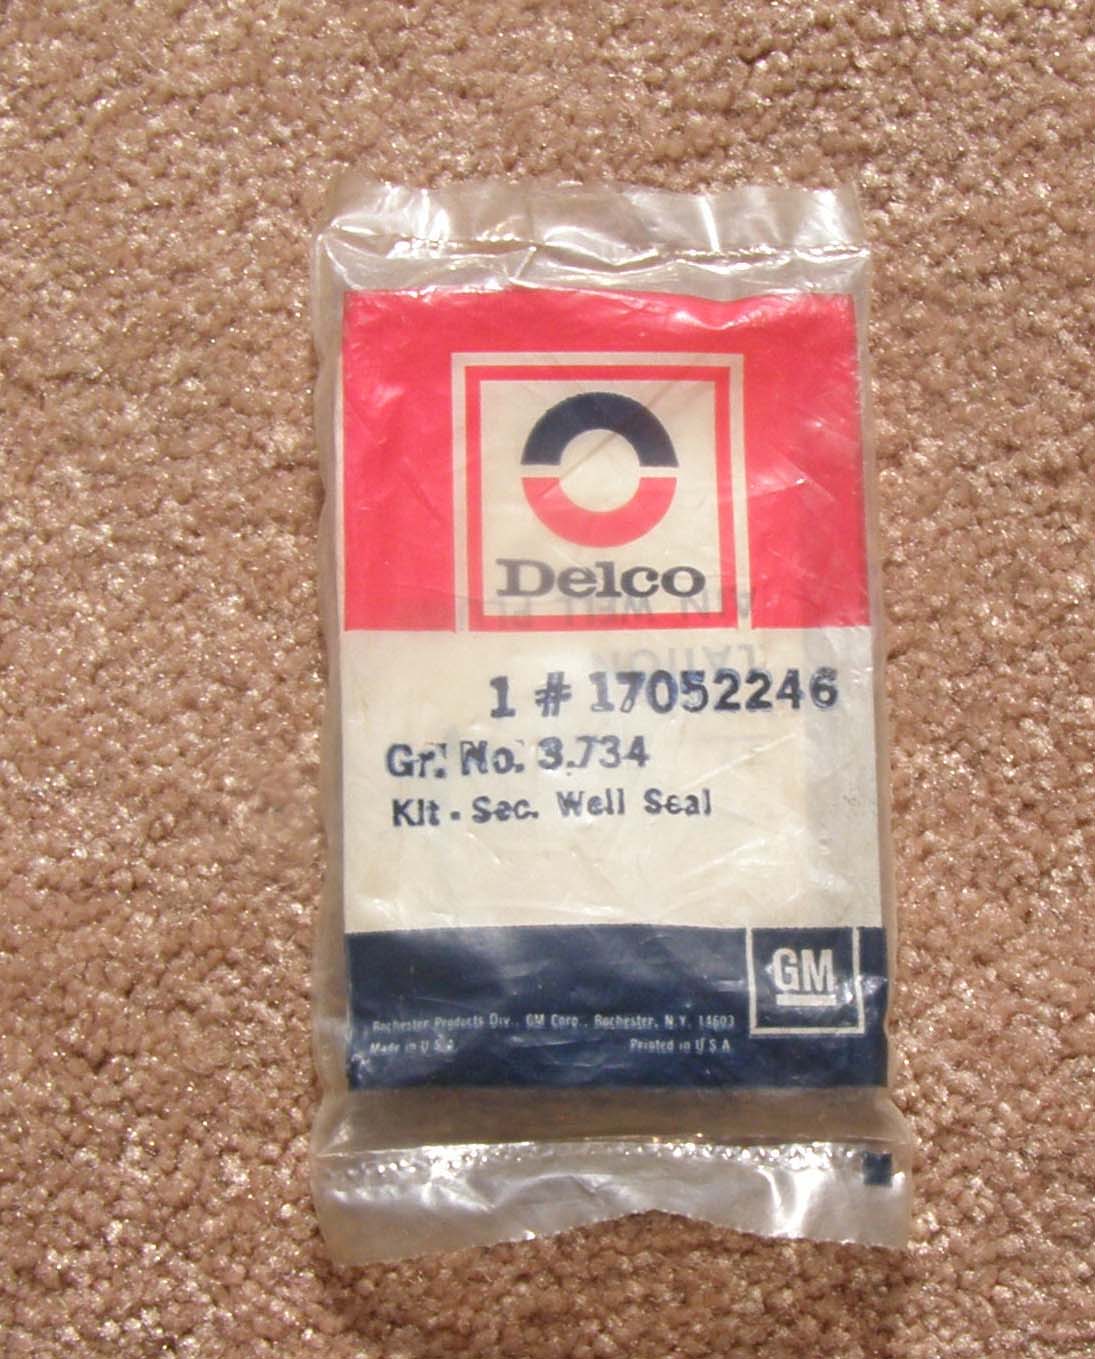 Delco
1 # 17052246
Gr. No. 3.734
Kit - Sec. Well Seal
GM
Rochester Products Div., GM Corp., Rochester, N.Y. 14603
Made in U S A
Printed in U S A